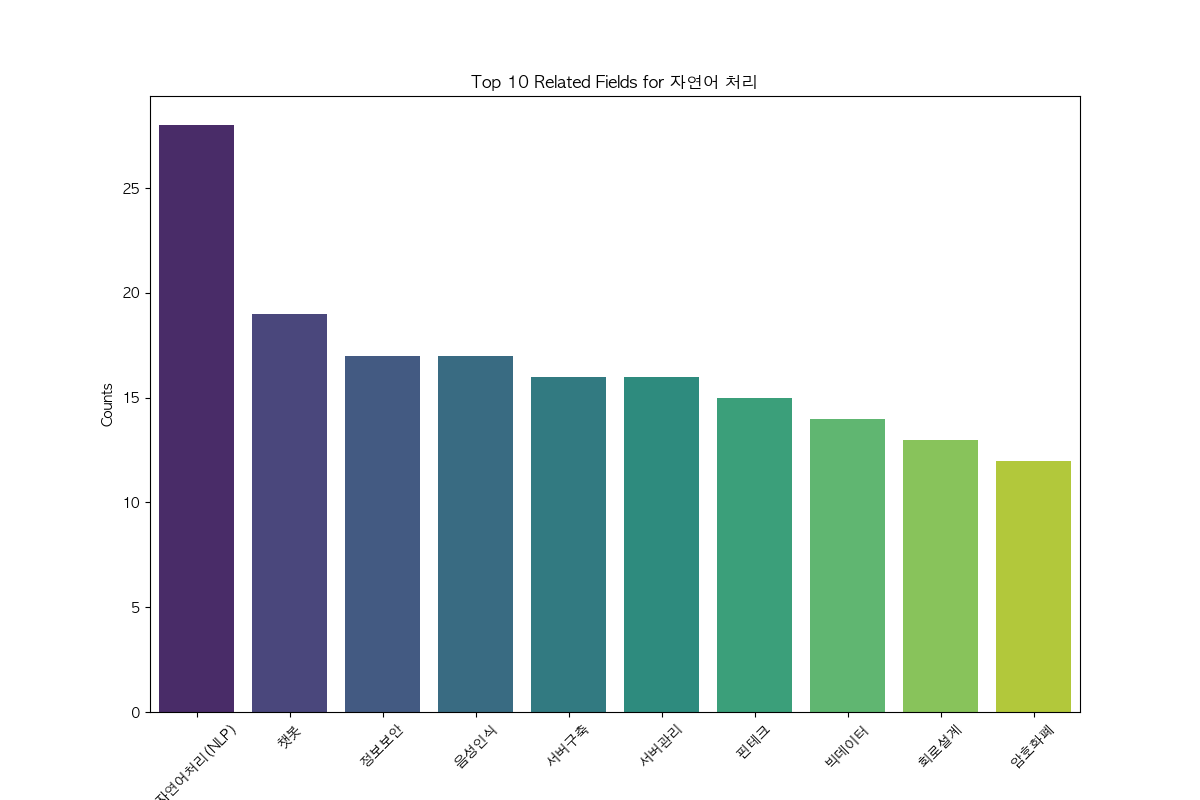 Top 10 Related Fields for 자연어 처리
Counts
25
20
15
10
5
0
자연어처리(NLP)
챗봇
정보보안
음성인식
서버구축
서버관리
핀테크
빅데이터
회로설계
암호화폐